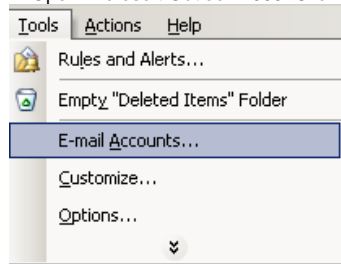 Tools Actions Help
Rules and Alerts...
Empty "Deleted Items" Folder
E-mail Accounts...
Customize...
Options...